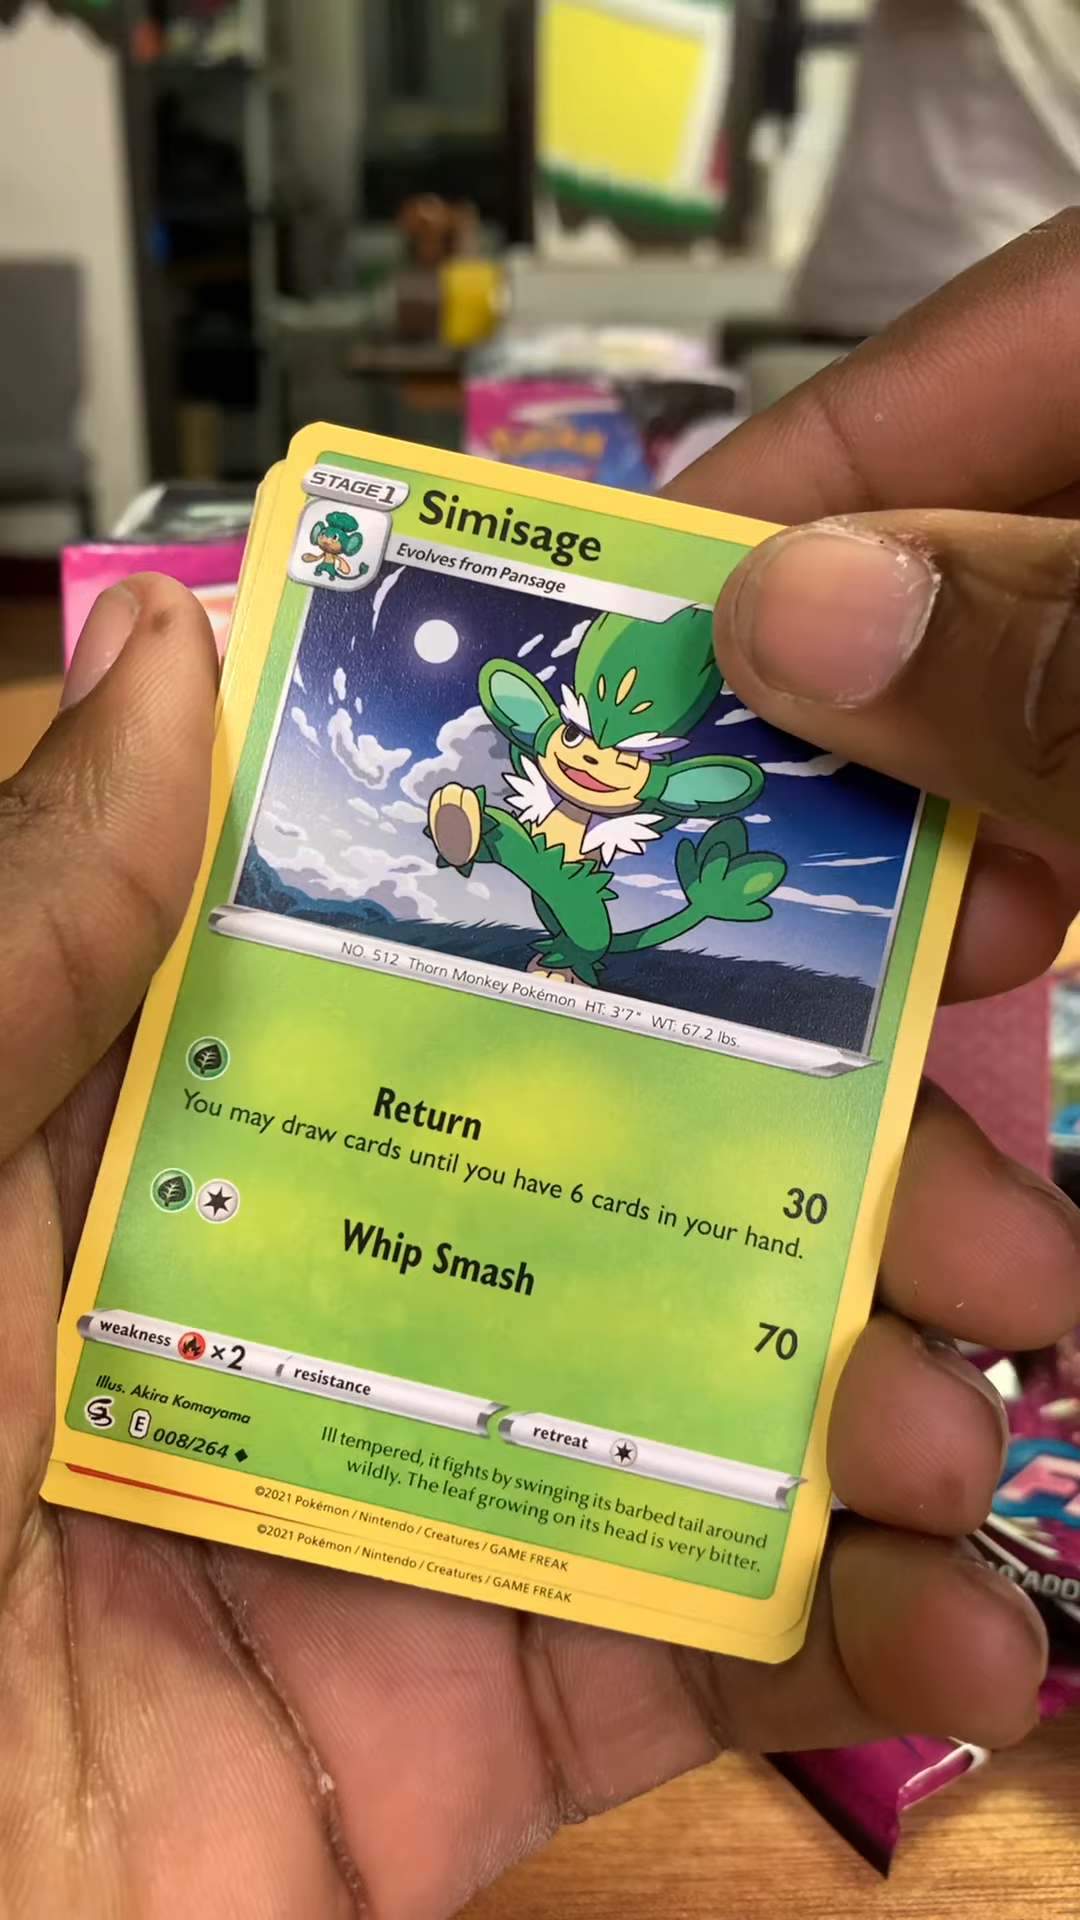 Pokémon
STAGE1
Simisage
Evolves from Pansage
NO. 512 Thorn Monkey Pokémon HT: 3'7" WT: 67.2 lbs.
Return
30
You may draw cards until you have 6 cards in your hand.
Whip Smash
70
weakness ×2 resistance
retreat
Illus. Akira Komayama
E 008/264
Ill tempered, it fights by swinging its barbed tail around
wildly. The leaf growing on its head is very bitter.
©2021 Pokémon / Nintendo / Creatures / GAME FREAK
©2021 Pokémon / Nintendo / Creatures / GAME FREAK